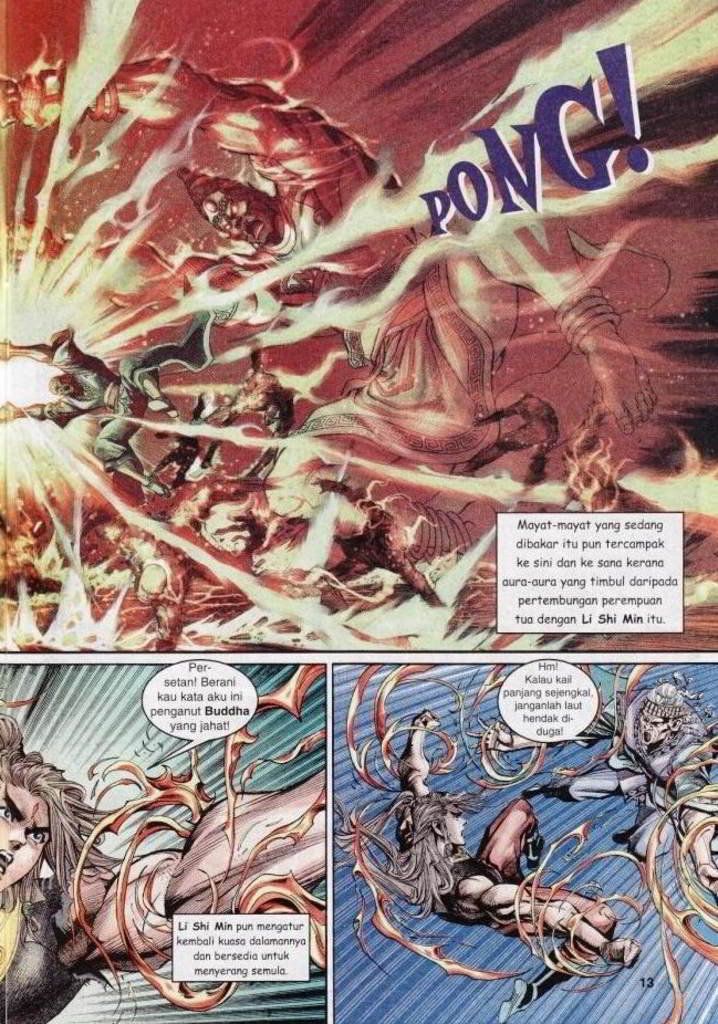 PONG!
Mayat-mayat yang sedang
dibakar itu pun tercampak
ke sini dan ke sana kerana
aura-aura yang timbul daripada
pertembungan perempuan
tua dengan Li Shi Min itu.
Per-
setan! Berani
kau kata aku ini
penganut Buddha
yang jahat!
Li Shi Min pun mengatur
kembali kuasa dalamannya
dan bersedia untuk
menyerang semula.
Hm!
Kalau kail
panjang sejengkal,
janganlah laut
hendak di-
duga!
13